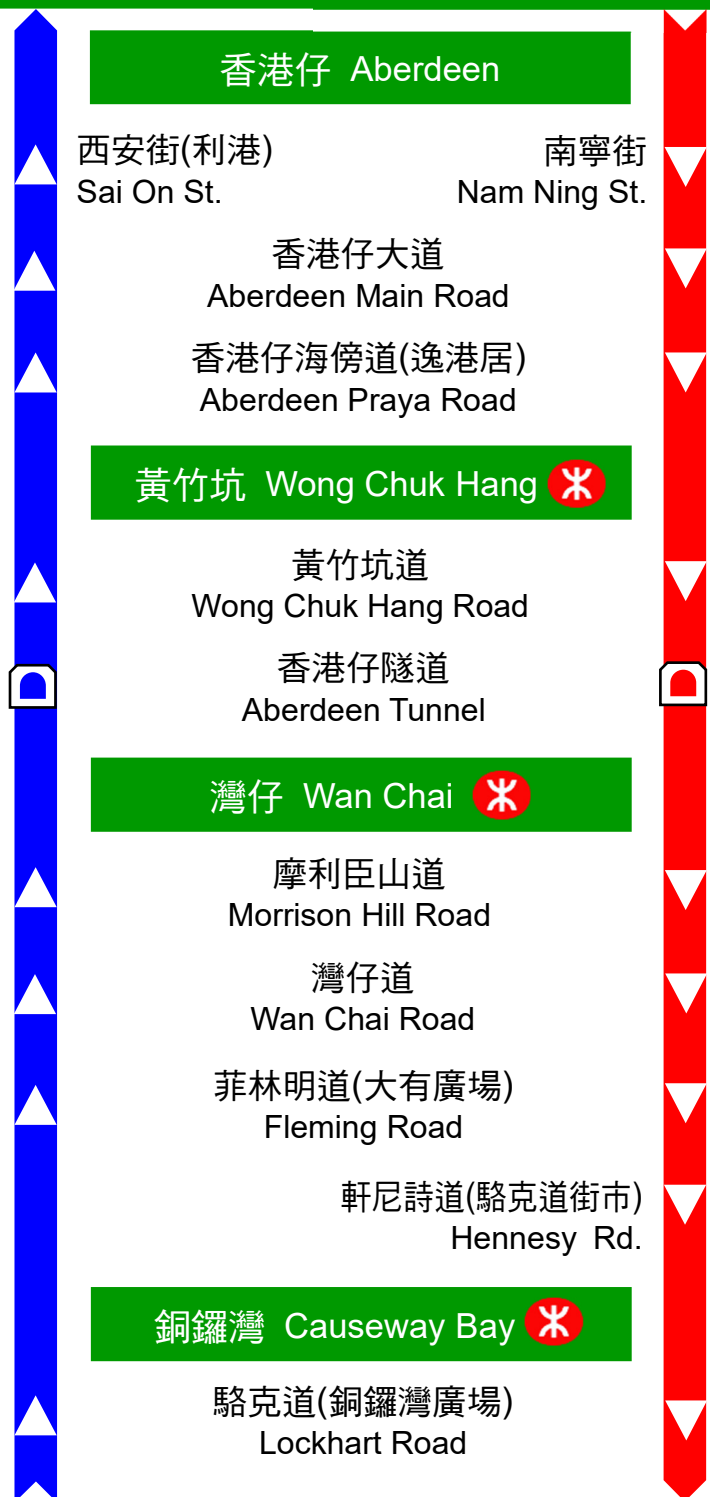 香港仔 Aberdeen
西安街(利港)
Sai On St.
南寧街
Nam Ning St.
香港仔大道
Aberdeen Main Road
香港仔海傍道(逸港居)
Aberdeen Praya Road
黃竹坑 Wong Chuk Hang
黃竹坑道
Wong Chuk Hang Road
香港仔隧道
Aberdeen Tunnel
灣仔 Wan Chai
摩利臣山道
Morrison Hill Road
灣仔道
Wan Chai Road
菲林明道(大有廣場)
Fleming Road
軒尼詩道(駱克道街市)
Hennesy Rd.
銅鑼灣 Causeway Bay
駱克道(銅鑼灣廣場)
Lockhart Road